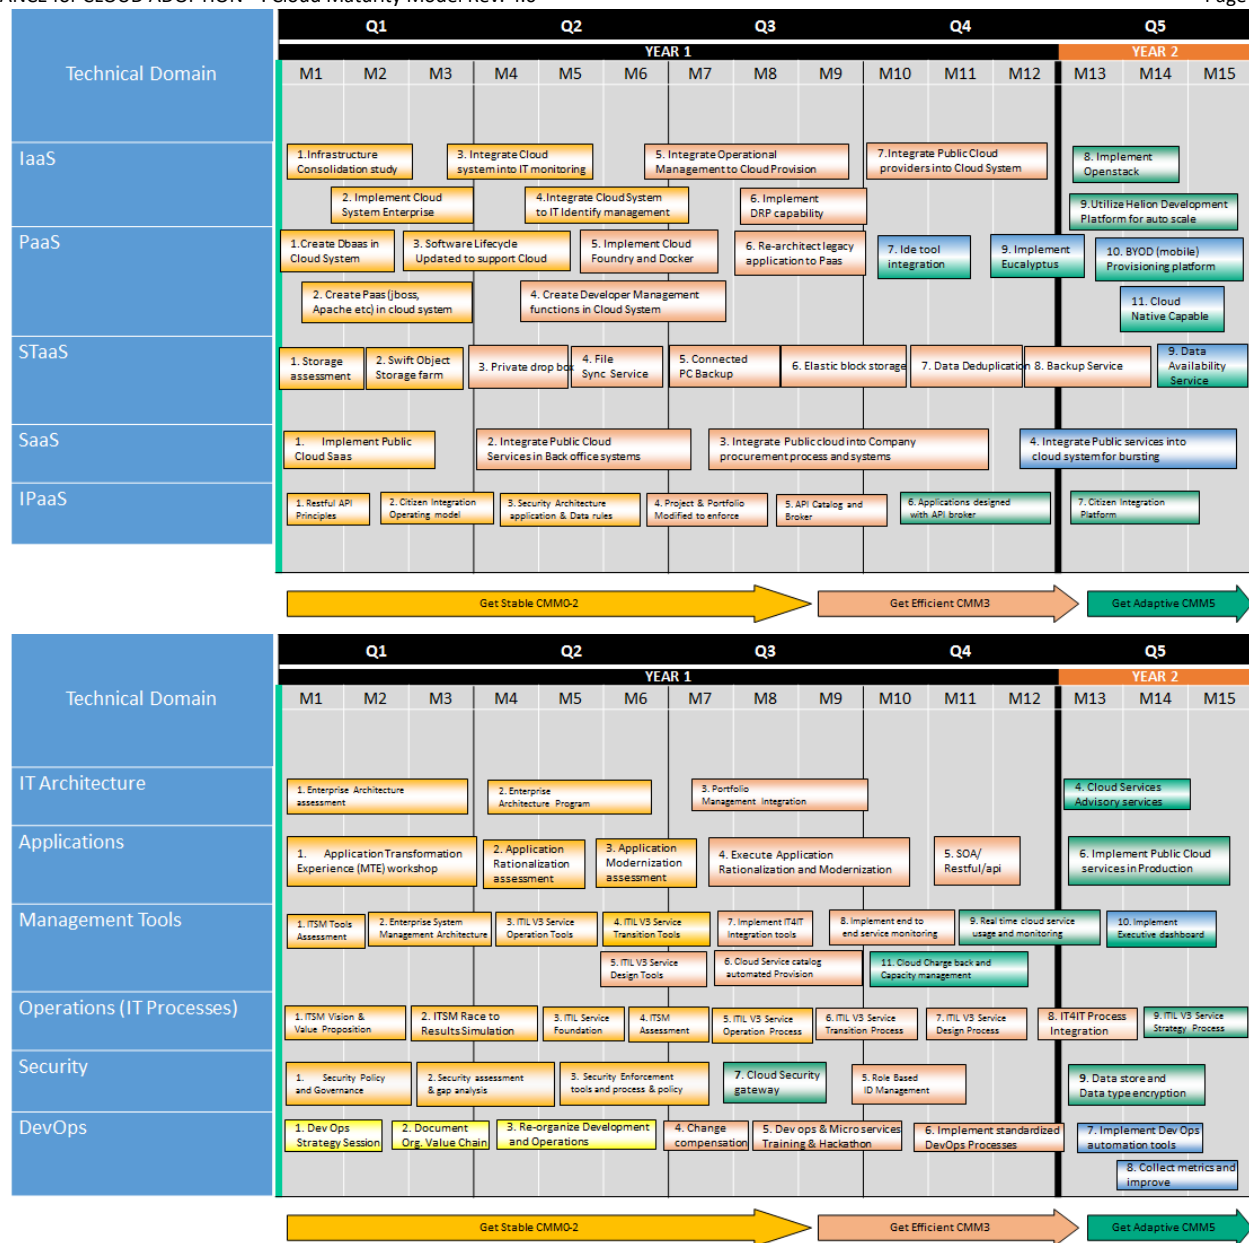 ANCE for CLOUD ADOPTION - i Cloud Maturity Model Rev. 4.0 Page
Technical Domain
Q1 Q2 Q3 Q4 Q5
YEAR 1 YEAR 2
M1 M2 M3 M4 M5 M6 M7 M8 M9 M10 M11 M12 M13 M14 M15
IaaS
1.Infrastructure
Consolidation study
3. Integrate Cloud
system into IT monitoring
5. Integrate Operational
Management to Cloud Provision
7.Integrate Public Cloud
providers into Cloud System
8. Implement
Openstack
2. Implement Cloud
System Enterprise
4.Integrate Cloud System
to IT Identify management
6. Implement
DRP capability
9.Utilize Helion Development
Platform for auto scale
PaaS
1.Create Dbaas in
Cloud System
3. Software Lifecycle
Updated to support Cloud
5. Implement Cloud
Foundry and Docker
6. Re-architect legacy
application to Paas
7. Ide tool
integration
9. Implement
Eucalyptus
10. BYOD (mobile)
Provisioning platform
2. Create Paas (jboss,
Apache etc) in cloud system
4. Create Developer Management
functions in Cloud System
11. Cloud
Native Capable
STaaS
1. Storage
assessment
2. Swift Object
Storage farm
3. Private drop box
4. File
Sync Service
5. Connected
PC Backup
6. Elastic block storage
7. Data Deduplication
8. Backup Service
9. Data
Availability
Service
SaaS
1. Implement Public
Cloud Saas
2. Integrate Public Cloud
Services in Back office systems
3. Integrate Public cloud into Company
procurement process and systems
4. Integrate Public services into
cloud system for bursting
IPaaS
1. Restful API
Principles
2. Citizen Integration
Operating model
3. Security Architecture
application & Data rules
4. Project & Portfolio
Modified to enforce
5. API Catalog and
Broker
6. Applications designed
with API broker
7. Citizen Integration
Platform
Get Stable CMM0-2
Get Efficient CMM3
Get Adaptive CMM5
Technical Domain
Q1 Q2 Q3 Q4 Q5
YEAR 1 YEAR 2
M1 M2 M3 M4 M5 M6 M7 M8 M9 M10 M11 M12 M13 M14 M15
IT Architecture
1. Enterprise Architecture
assessment
2. Enterprise
Architecture Program
3. Portfolio
Management Integration
4. Cloud Services
Advisory services
Applications
1. Application Transformation
Experience (MTE) workshop
2. Application
Rationalization
assessment
3. Application
Modernization
assessment
4. Execute Application
Rationalization and Modernization
5. SOA/
Restful/api
6. Implement Public Cloud
services in Production
Management Tools
1. ITSM Tools
Assessment
2. Enterprise System
Management Architecture
3. ITIL V3 Service
Operation Tools
4. ITIL V3 Service
Transition Tools
7. Implement IT4IT
Integration tools
8. Implement end to
end service monitoring
9. Real time cloud service
usage and monitoring
10. Implement
Executive dashboard
5. ITIL V3 Service
Design Tools
6. Cloud Service catalog
automated Provision
11. Cloud Charge back and
Capacity management
Operations (IT Processes)
1. ITSM Vision &
Value Proposition
2. ITSM Race to
Results Simulation
3. ITIL Service
Foundation
4. ITSM
Assessment
5. ITIL V3 Service
Operation Process
6. ITIL V3 Service
Transition Process
7. ITIL V3 Service
Design Process
8. IT4IT Process
Integration
9. ITIL V3 Service
Strategy Process
Security
1. Security Policy
and Governance
2. Security assessment
& gap analysis
3. Security Enforcement
tools and process & policy
7. Cloud Security
gateway
5. Role Based
ID Management
9. Data store and
Data type encryption
DevOps
1. Dev Ops
Strategy Session
2. Document
Org. Value Chain
3. Re-organize Development
and Operations
4. Change
compensation
5. Dev ops & Micro services
Training & Hackathon
6. Implement standardized
DevOps Processes
7. Implement Dev Ops
automation tools
8. Collect metrics and
improve
Get Stable CMM0-2
Get Efficient CMM3
Get Adaptive CMM5